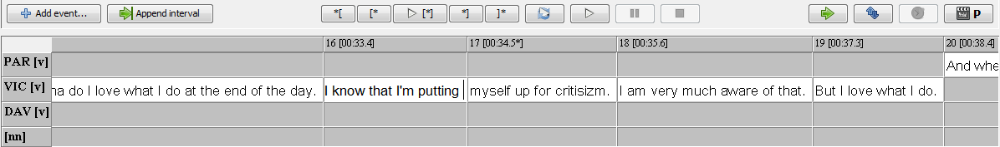 Add event... Append interval *[ [* [*] *] ]* P
16 [00:33.4] 17 [00:34.5*] 18 [00:35.6] 19 [00:37.3] 20 [00:38.4]
PAR [v] And whe
VIC [v] na do I love what I do at the end of the day. I know that I'm putting myself up for critisizm. I am very much aware of that. But I love what I do.
DAV [v]
[nn]